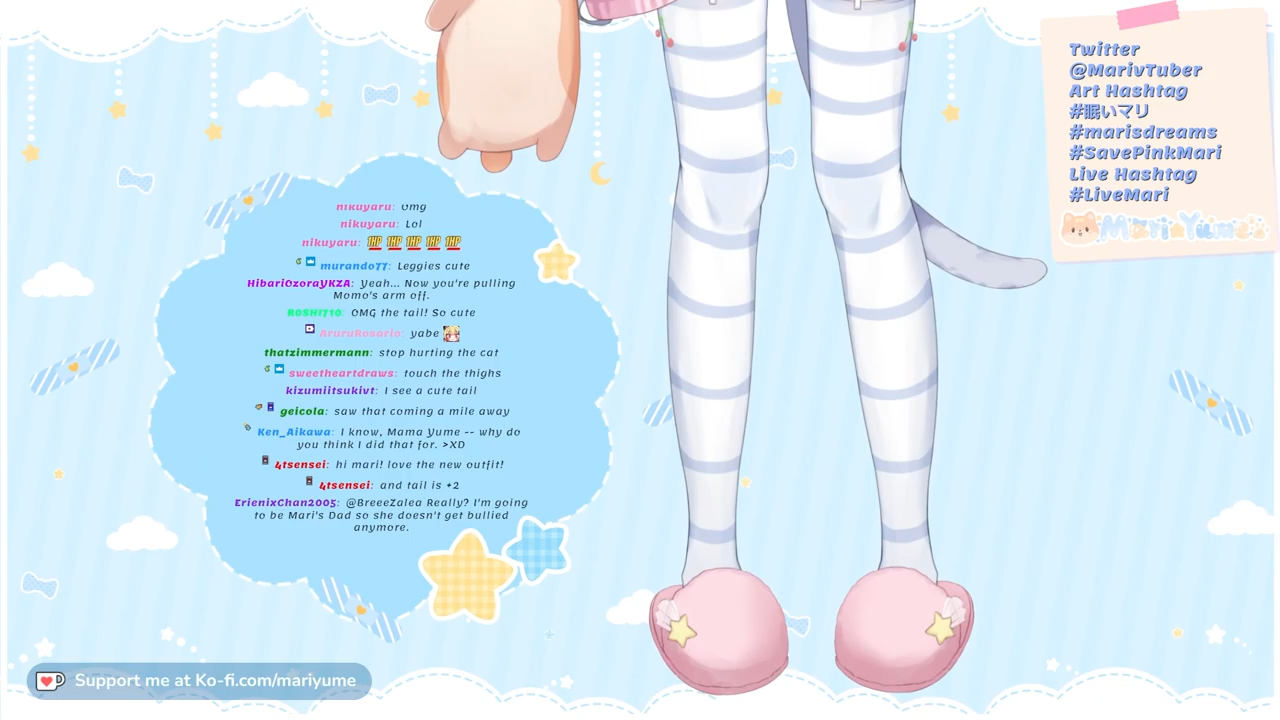 nikuyaru: Omg
nikuyaru: Lol
nikuyaru: 1HP 1HP 1HP 1HP 1HP
murando77: Leggies cute
HibariOzoraYKZA: Yeah... Now you're pulling
Momo's arm off.
ROSHI710: OMG the tail! So cute
AruruRosario: yabe
thatzimmermann: stop hurting the cat
sweetheartdraws: touch the thighs
kizumiitsukivt: I see a cute tail
geicola: saw that coming a mile away
Ken_Aikawa: I know, Mama Yume -- why do
you think I did that for. >XD
4tsensei: hi mari! love the new outfit!
4tsensei: and tail is +2
ErienixChan2005: @BreeeZalea Really? I'm going
to be Mari's Dad so she doesn't get bullied
anymore.
Twitter
@MarivTuber
Art Hashtag
#眠いマリ
#marisdreams
#SavePinkMari
Live Hashtag
#LiveMari
Mari Yume
Support me at Ko-fi.com/mariyume